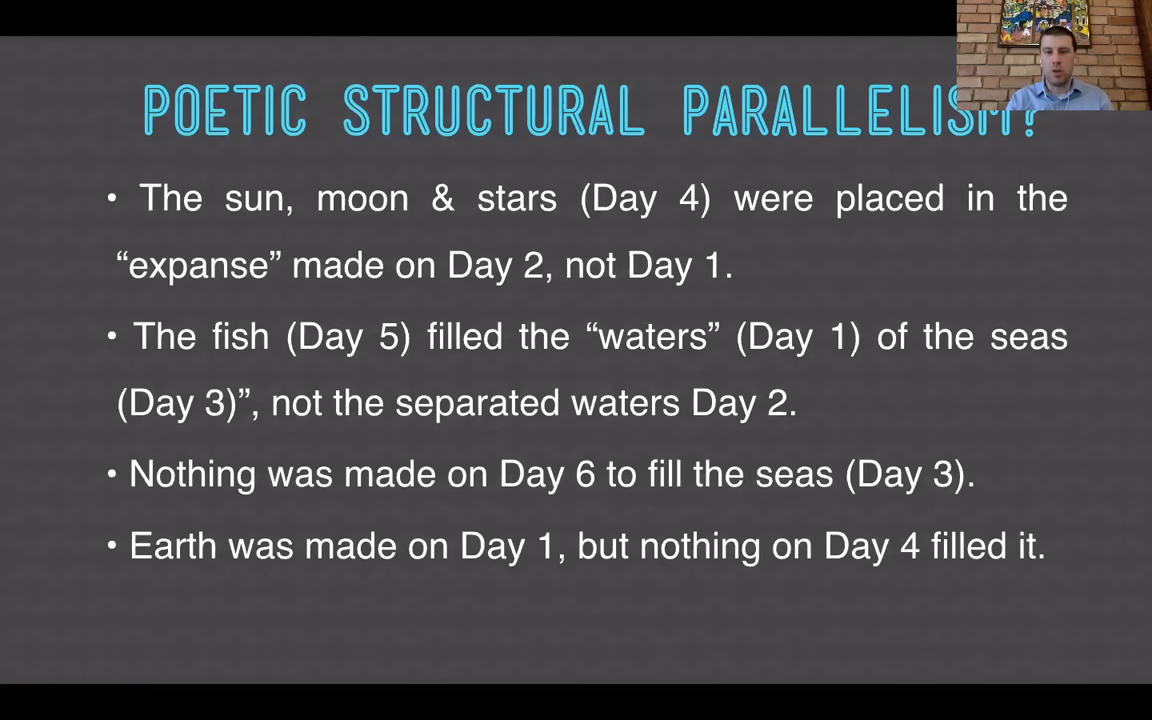 POETIC STRUCTURAL PARALLELISM?
• The sun, moon & stars (Day 4) were placed in the
“expanse” made on Day 2, not Day 1.
• The fish (Day 5) filled the “waters” (Day 1) of the seas
(Day 3)”, not the separated waters Day 2.
• Nothing was made on Day 6 to fill the seas (Day 3).
• Earth was made on Day 1, but nothing on Day 4 filled it.